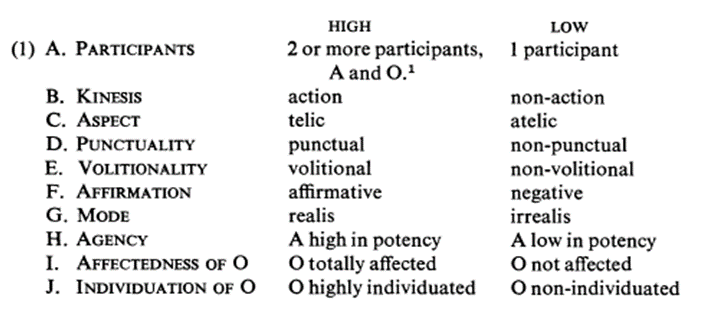 HIGH LOW
(1) A. PARTICIPANTS 2 or more participants, 1 participant
A and O.¹
B. KINESIS action non-action
C. ASPECT telic atelic
D. PUNCTUALITY punctual non-punctual
E. VOLITIONALITY volitional non-volitional
F. AFFIRMATION affirmative negative
G. MODE realis irrealis
H. AGENCY A high in potency A low in potency
I. AFFECTEDNESS OF O O totally affected O not affected
J. INDIVIDUATION OF O O highly individuated O non-individuated